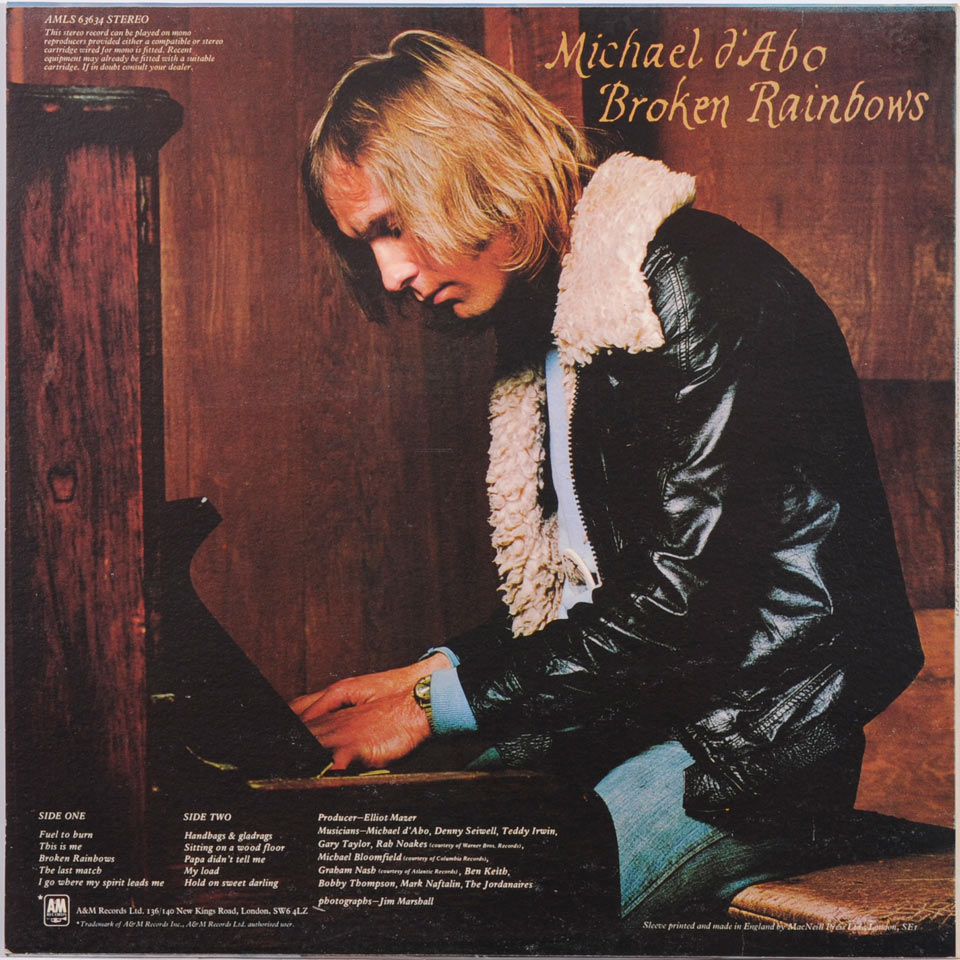 AMLS 63634 STEREO
This stereo record can be played on mono
reproducers provided either a compatible or stereo
cartridge wired for mono is fitted. Recent
equipment may already be fitted with a suitable
cartridge. If in doubt consult your dealer.
Michael d'Abo
Broken Rainbows
SIDE ONE
Fuel to burn
This is me
Broken Rainbows
The last match
I go where my spirit leads me
SIDE TWO
Handbags & gladrags
Sitting on a wood floor
Papa didn't tell me
My load
Hold on sweet darling
Producer—Elliot Mazer
Musicians—Michael d'Abo, Denny Seiwell, Teddy Irwin,
Gary Taylor, Rab Noakes (courtesy of Warner Bros. Records),
Michael Bloomfield (courtesy of Columbia Records),
Graham Nash (courtesy of Atlantic Records), Ben Keith,
Bobby Thompson, Mark Naftalin, The Jordanaires
photographs—Jim Marshall
* AM
RECORDS
A&M Records Ltd. 136/140 New Kings Road, London, SW6 4LZ
*Trademark of A&M Records Inc., A&M Records Ltd. authorised user.
Sleeve printed and made in England by MacNeill Press Ltd., London, SE1